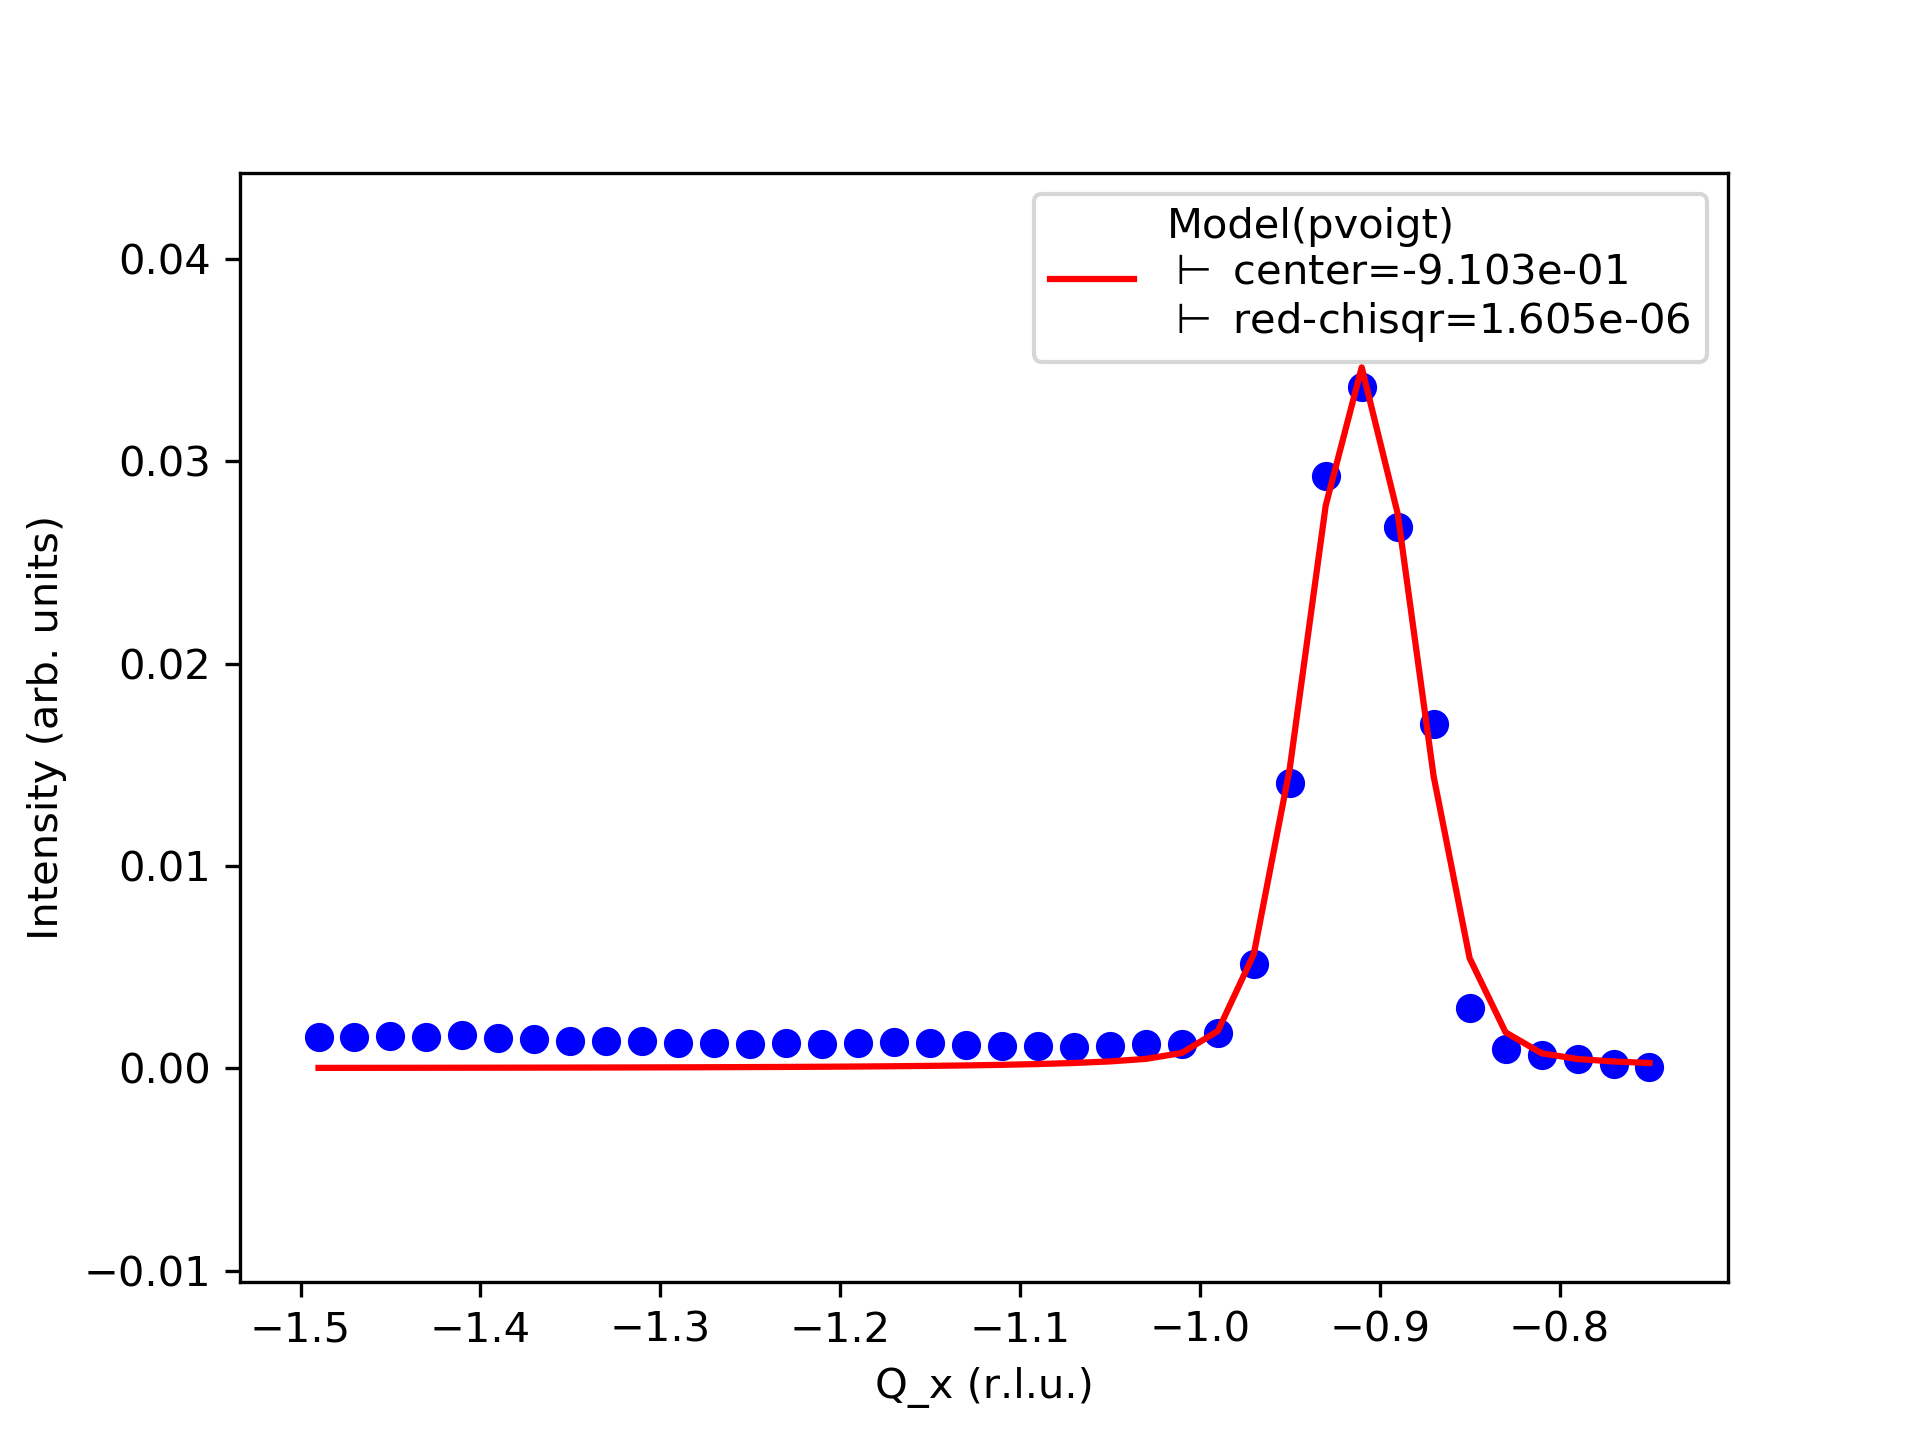 Model(pvoigt)
⊢ center=-9.103e-01
⊢ red-chisqr=1.605e-06
0.04
0.03
0.02
0.01
0.00
−0.01
Intensity (arb. units)
−1.5 −1.4 −1.3 −1.2 −1.1 −1.0 −0.9 −0.8
Q_x (r.l.u.)